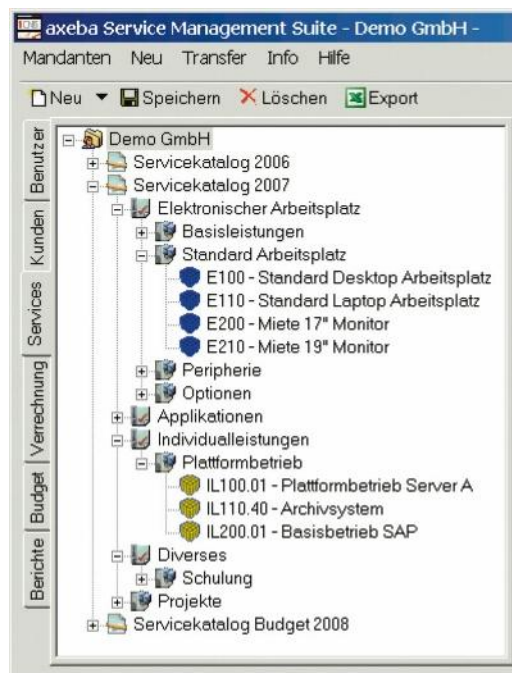 axeba Service Management Suite - Demo GmbH -
Mandanten Neu Transfer Info Hilfe
Neu Speichern Löschen Export
Benutzer
Kunden
Services
Verrechnung
Budget
Berichte
Demo GmbH
Servicekatalog 2006
Servicekatalog 2007
Elektronischer Arbeitsplatz
Basisleistungen
Standard Arbeitsplatz
E100 - Standard Desktop Arbeitsplatz
E110 - Standard Laptop Arbeitsplatz
E200 - Miete 17" Monitor
E210 - Miete 19" Monitor
Peripherie
Optionen
Applikationen
Individualleistungen
Plattformbetrieb
IL100.01 - Plattformbetrieb Server A
IL110.40 - Archivsystem
IL200.01 - Basisbetrieb SAP
Diverses
Schulung
Projekte
Servicekatalog Budget 2008